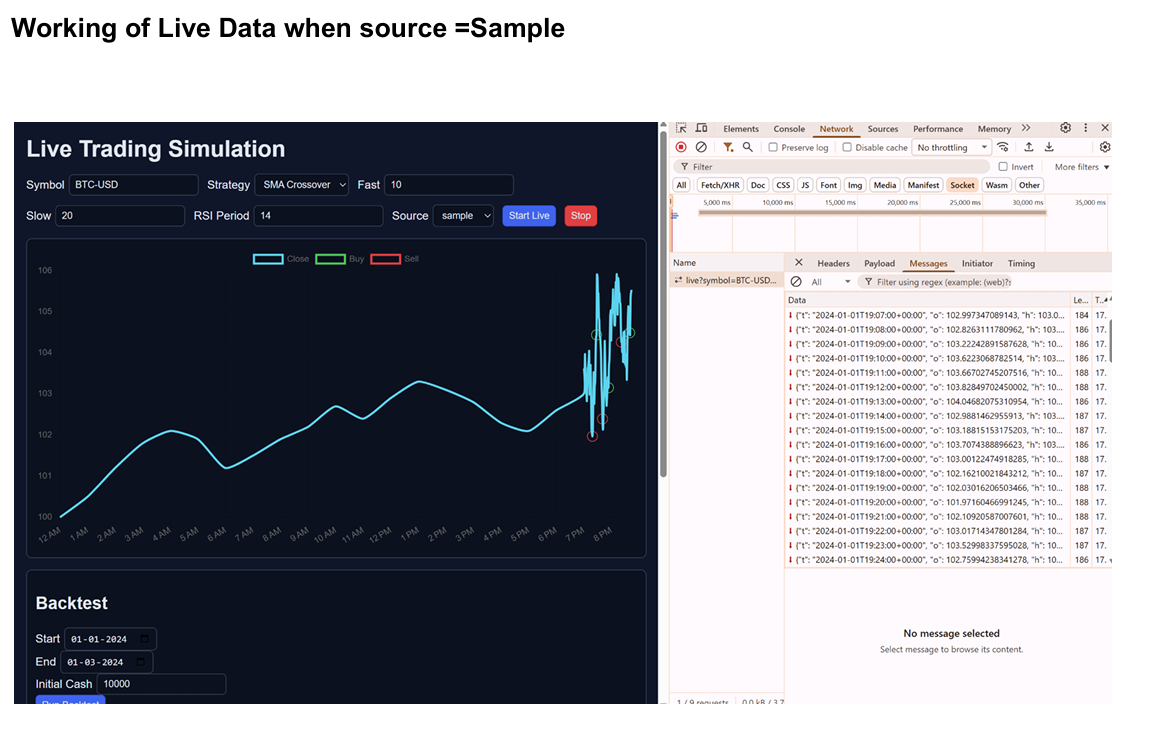 Working of Live Data when source =Sample
Live Trading Simulation
Symbol BTC-USD Strategy SMA Crossover Fast 10
Slow 20 RSI Period 14 Source sample Start Live Stop
Close Buy Sell
106
105
104
103
102
101
100
12 AM 1 AM 2 AM 3 AM 4 AM 5 AM 6 AM 7 AM 8 AM 9 AM 10 AM 11 AM 12 PM 1 PM 2 PM 3 PM 4 PM 5 PM 6 PM 7 PM 8 PM
Backtest
Start 01-01-2024
End 01-03-2024
Initial Cash 10000
Run Backtest
Elements Console Network Sources Performance Memory
Preserve log Disable cache No throttling
Filter Invert More filters
All Fetch/XHR Doc CSS JS Font Img Media Manifest Socket Wasm Other
5,000 ms 10,000 ms 15,000 ms 20,000 ms 25,000 ms 30,000 ms 35,000 ms
Name Headers Payload Messages Initiator Timing
live?symbol=BTC-USD... All Filter using regex (example: (web)?s
Data Le... T...
{"t": "2024-01-01T19:07:00+00:00", "o": 102.997347089143, "h": 103.0... 184 17.
{"t": "2024-01-01T19:08:00+00:00", "o": 102.8263111780962, "h": 103.... 186 17.
{"t": "2024-01-01T19:09:00+00:00", "o": 103.22242891587628, "h": 10... 186 17.
{"t": "2024-01-01T19:10:00+00:00", "o": 103.6223068782514, "h": 103.... 186 17.
{"t": "2024-01-01T19:11:00+00:00", "o": 103.66702745207516, "h": 10... 188 17.
{"t": "2024-01-01T19:12:00+00:00", "o": 103.82849702450002, "h": 10... 188 17.
{"t": "2024-01-01T19:13:00+00:00", "o": 104.04682075310954, "h": 10... 186 17.
{"t": "2024-01-01T19:14:00+00:00", "o": 102.9881462955913, "h": 103.... 187 17.
{"t": "2024-01-01T19:15:00+00:00", "o": 103.18815153175203, "h": 10... 187 17.
{"t": "2024-01-01T19:16:00+00:00", "o": 103.7074388896623, "h": 103.... 186 17.
{"t": "2024-01-01T19:17:00+00:00", "o": 103.00122474918285, "h": 10... 188 17.
{"t": "2024-01-01T19:18:00+00:00", "o": 102.16210021843212, "h": 10... 187 17.
{"t": "2024-01-01T19:19:00+00:00", "o": 102.03016206503466, "h": 10... 188 17.
{"t": "2024-01-01T19:20:00+00:00", "o": 101.97160466991245, "h": 10... 188 17.
{"t": "2024-01-01T19:21:00+00:00", "o": 102.10920587007601, "h": 10... 188 17.
{"t": "2024-01-01T19:22:00+00:00", "o": 103.01714347801284, "h": 10... 187 17.
{"t": "2024-01-01T19:23:00+00:00", "o": 103.52998337595028, "h": 10... 187 17.
{"t": "2024-01-01T19:24:00+00:00", "o": 102.75994238341278, "h": 10... 186 17.
No message selected
Select message to browse its content.
1 / 9 requests 0.0 kB / 3.7